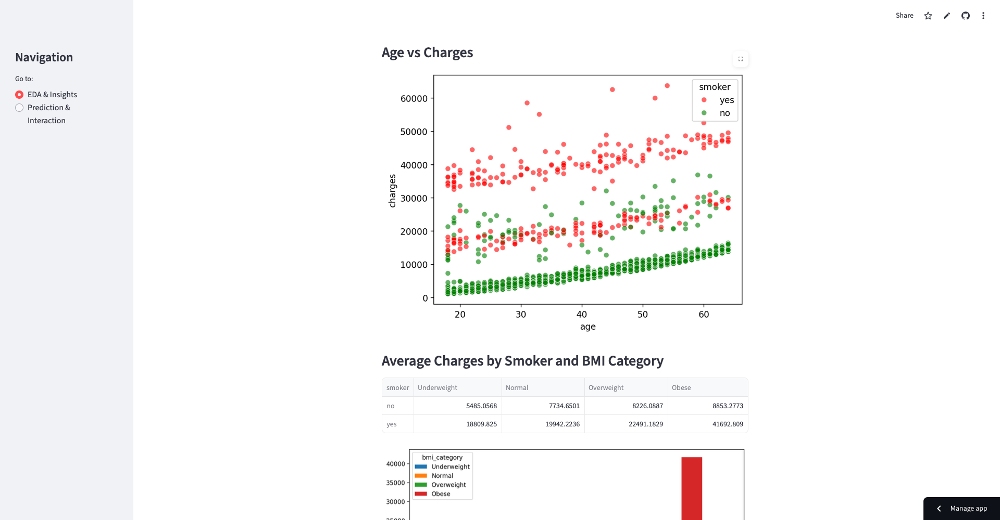 Share
Navigation
Go to:
EDA & Insights
Prediction &
Interaction
Age vs Charges
smoker
yes
no
60000
50000
40000
30000
20000
10000
0
charges
20 30 40 50 60
age
Average Charges by Smoker and BMI Category
smoker Underweight Normal Overweight Obese
no 5485.0568 7734.6501 8226.0887 8853.2773
yes 18809.825 19942.2236 22491.1829 41692.809
bmi_category
Underweight
Normal
Overweight
Obese
40000
35000
30000
25000
Manage app